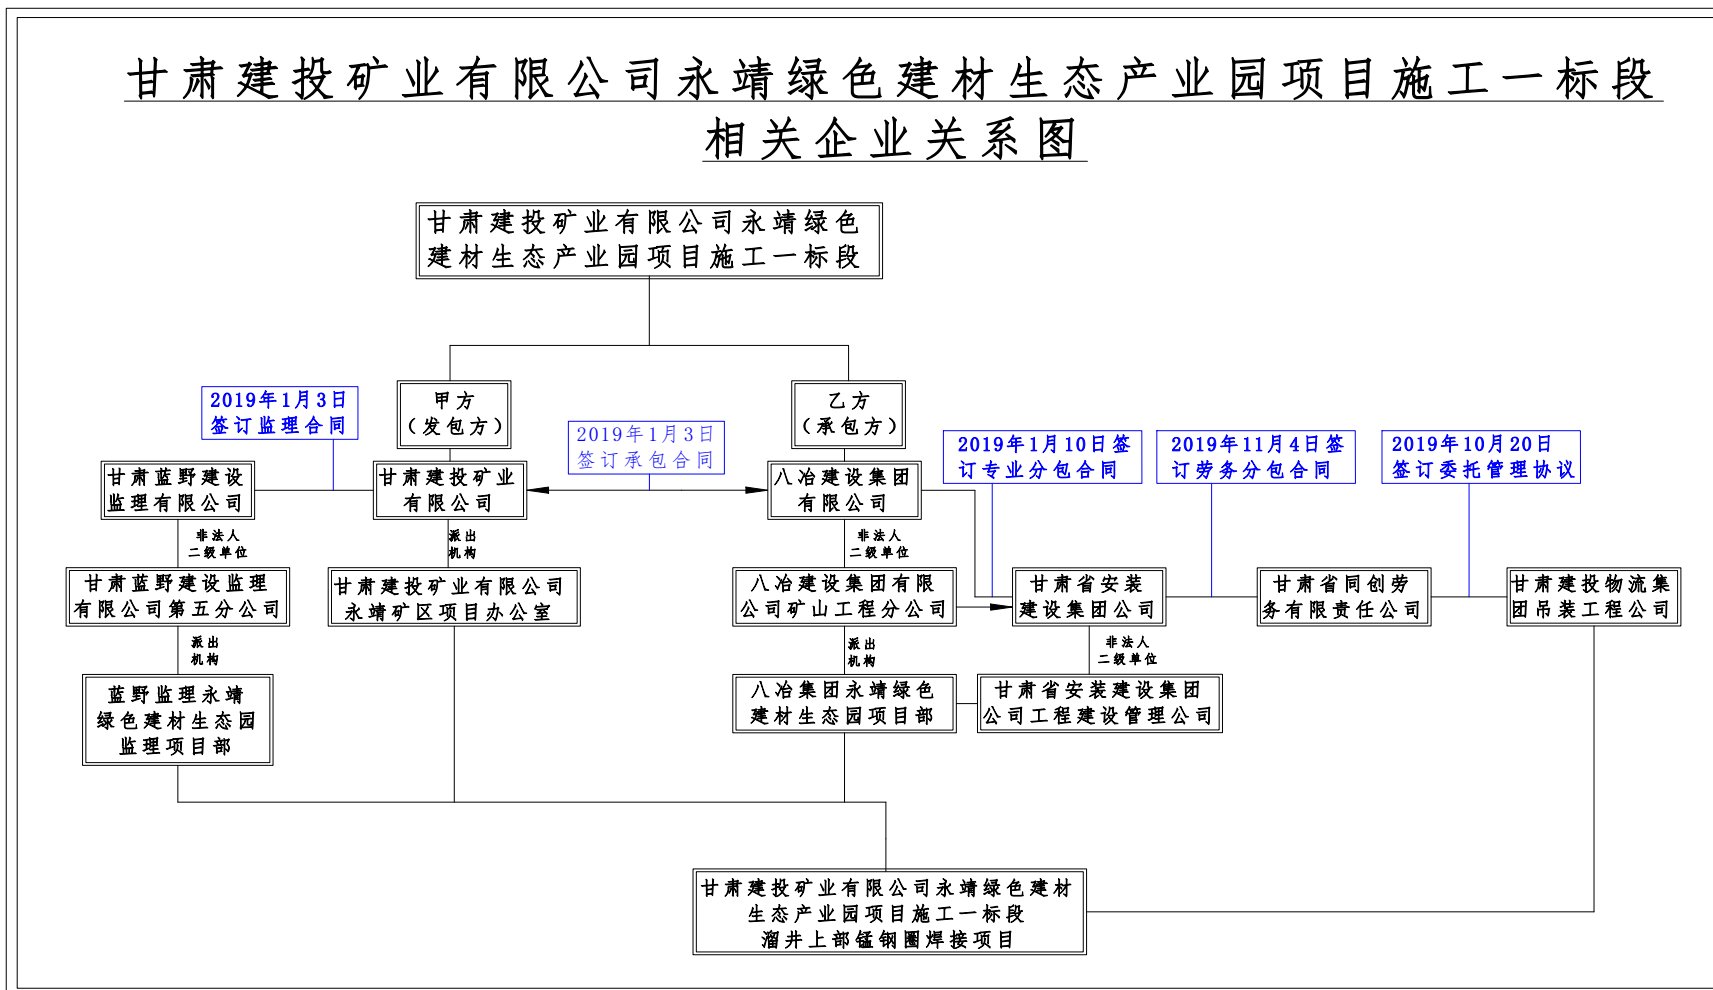 甘肃建投矿业有限公司永靖绿色建材生态产业园项目施工一标段
相关企业关系图
甘肃建投矿业有限公司永靖绿色
建材生态产业园项目施工一标段
甲方
（发包方）
乙方
（承包方）
2019年1月3日
签订监理合同
2019年1月3日
签订承包合同
2019年1月10日签
订专业分包合同
2019年11月4日签
订劳务分包合同
2019年10月20日
签订委托管理协议
甘肃蓝野建设
监理有限公司
甘肃建投矿业
有限公司
八冶建设集团
有限公司
非法人
二级单位
派出
机构
非法人
二级单位
甘肃蓝野建设监理
有限公司第五分公司
甘肃建投矿业有限公司
永靖矿区项目办公室
八冶建设集团有限
公司矿山工程分公司
甘肃省安装
建设集团公司
甘肃省同创劳
务有限责任公司
甘肃建投物流集
团吊装工程公司
派出
机构
派出
机构
非法人
二级单位
蓝野监理永靖
绿色建材生态园
监理项目部
八冶集团永靖绿色
建材生态园项目部
甘肃省安装建设集团
公司工程建设管理公司
甘肃建投矿业有限公司永靖绿色建材
生态产业园项目施工一标段
溜井上部锰钢圈焊接项目